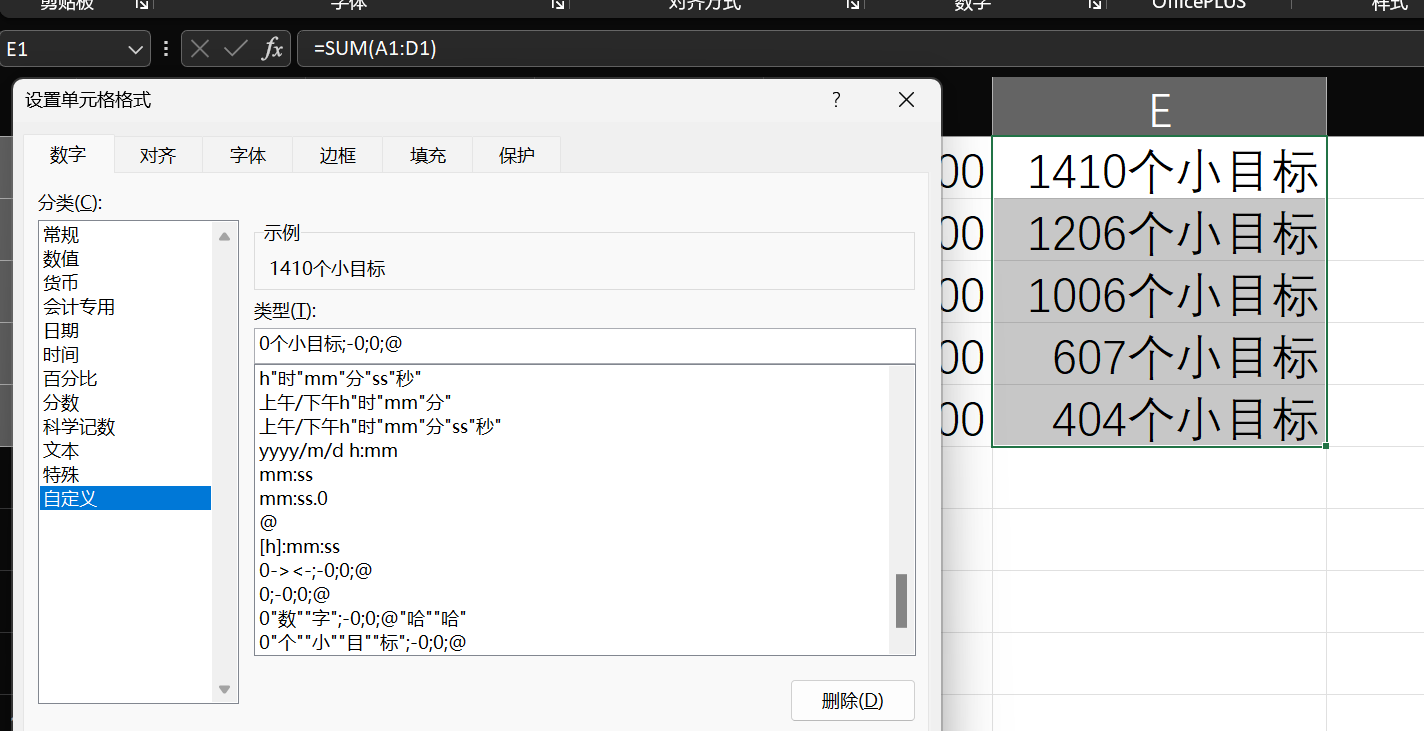 剪贴板 字体 对齐方式 数字 OfficePLUS 样式
E1 fx =SUM(A1:D1)
设置单元格格式 ?
E
数字 对齐 字体 边框 填充 保护
分类(C):
常规
数值
货币
会计专用
日期
时间
百分比
分数
科学记数
文本
特殊
自定义
示例
1410个小目标
类型(T):
0个小目标;-0;0;@
h"时"mm"分"ss"秒"
上午/下午h"时"mm"分"
上午/下午h"时"mm"分"ss"秒"
yyyy/m/d h:mm
mm:ss
mm:ss.0
@
[h]:mm:ss
0-><-;-0;0;@
0;-0;0;@
0"数""字";-0;0;@"哈""哈"
0"个""小""目""标";-0;0;@
删除(D)
00 1410个小目标
00 1206个小目标
00 1006个小目标
00 607个小目标
00 404个小目标